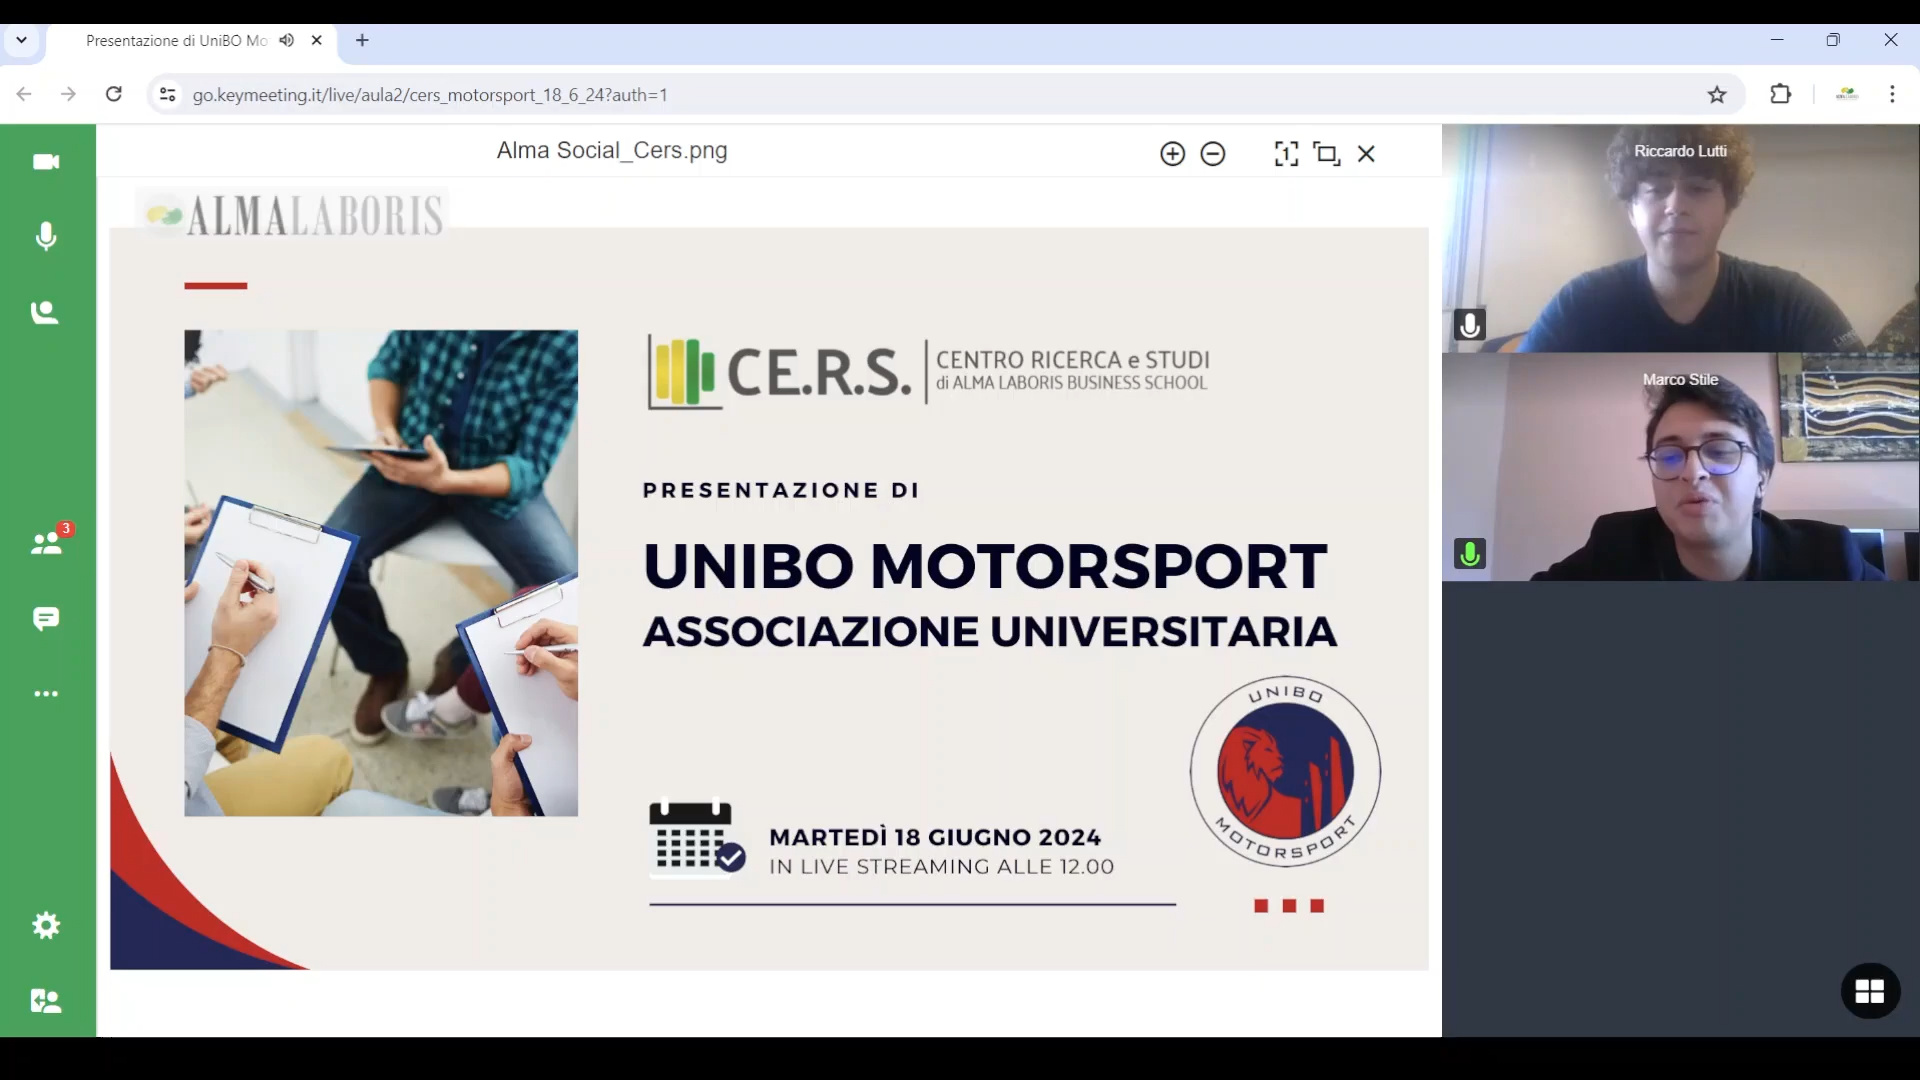 Presentazione di UniBO Mo
go.keymeeting.it/live/aula2/cers_motorsport_18_6_24?auth=1
Alma Social_Cers.png
1
ALMALABORIS
CE.R.S.
CENTRO RICERCA e STUDI
di ALMA LABORIS BUSINESS SCHOOL
PRESENTAZIONE DI
UNIBO MOTORSPORT
ASSOCIAZIONE UNIVERSITARIA
UNIBO
MOTORSPORT
MARTEDÌ 18 GIUGNO 2024
IN LIVE STREAMING ALLE 12.00
3
Riccardo Lutti
Marco Stile